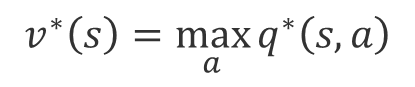 v*(s) = max_a q*(s, a)